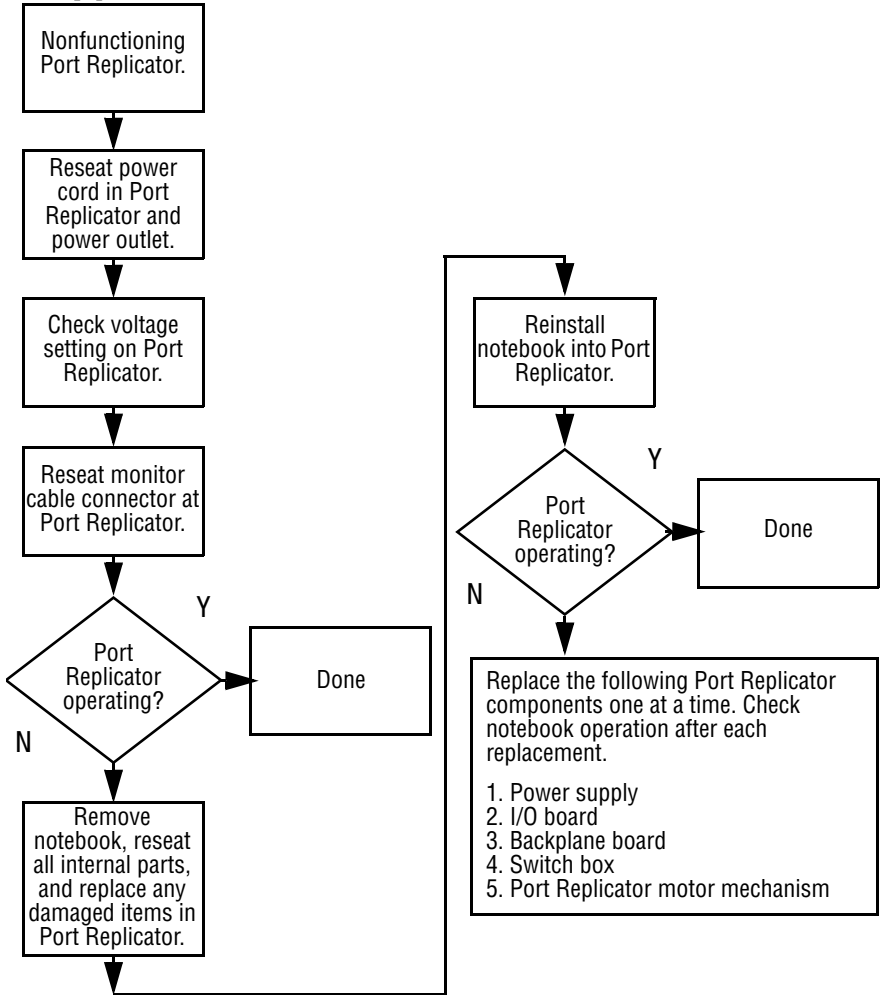 Nonfunctioning
Port Replicator.
Reseat power
cord in Port
Replicator and
power outlet.
Check voltage
setting on Port
Replicator.
Reseat monitor
cable connector at
Port Replicator.
Port
Replicator
operating?
Y
N
Done
Remove
notebook, reseat
all internal parts,
and replace any
damaged items in
Port Replicator.
Reinstall
notebook into Port
Replicator.
Port
Replicator
operating?
Y
N
Done
Replace the following Port Replicator
components one at a time. Check
notebook operation after each
replacement.
1. Power supply
2. I/O board
3. Backplane board
4. Switch box
5. Port Replicator motor mechanism